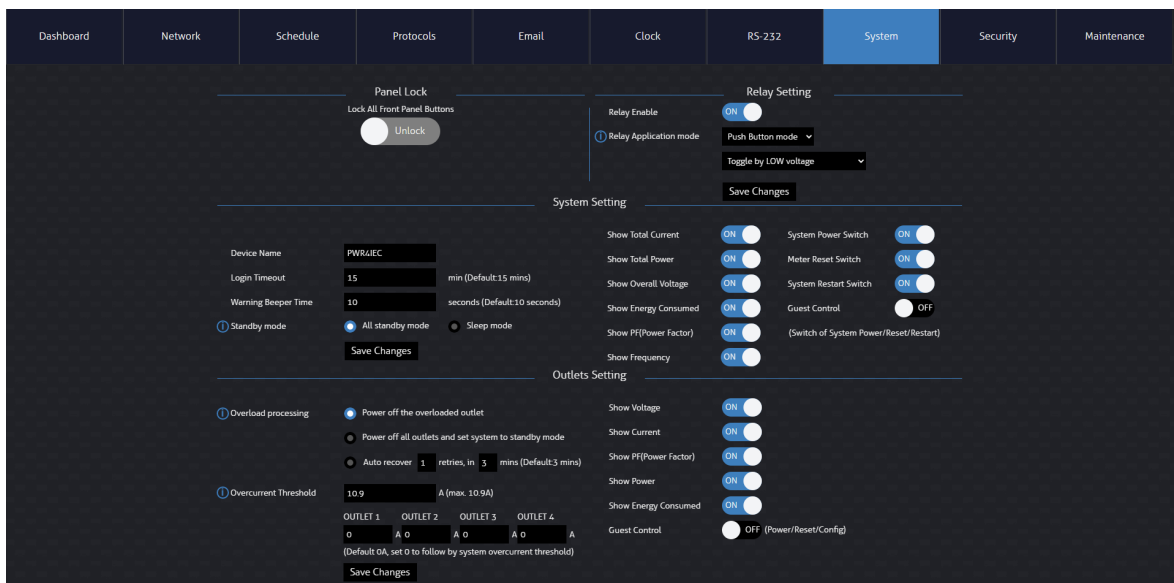 Dashboard Network Schedule Protocols Email Clock RS-232 System Security Maintenance
Panel Lock
Lock All Front Panel Buttons
Unlock
Relay Setting
Relay Enable ON
Relay Application mode Push Button mode
Toggle by LOW voltage
Save Changes
System Setting
Device Name PWR4IEC
Login Timeout 15 min (Default:15 mins)
Warning Beeper Time 10 seconds (Default:10 seconds)
Standby mode All standby mode Sleep mode
Save Changes
Show Total Current ON System Power Switch ON
Show Total Power ON Meter Reset Switch ON
Show Overall Voltage ON System Restart Switch ON
Show Energy Consumed ON Guest Control OFF
Show PF(Power Factor) ON (Switch of System Power/Reset/Restart)
Show Frequency ON
Outlets Setting
Overload processing Power off the overloaded outlet
Power off all outlets and set system to standby mode
Auto recover 1 retries, in 3 mins (Default:3 mins)
Overcurrent Threshold 10.9 A (max. 10.9A)
OUTLET 1 OUTLET 2 OUTLET 3 OUTLET 4
0 A 0 A 0 A 0 A
(Default 0A, set 0 to follow by system overcurrent threshold)
Save Changes
Show Voltage ON
Show Current ON
Show PF(Power Factor) ON
Show Power ON
Show Energy Consumed ON
Guest Control OFF (Power/Reset/Config)